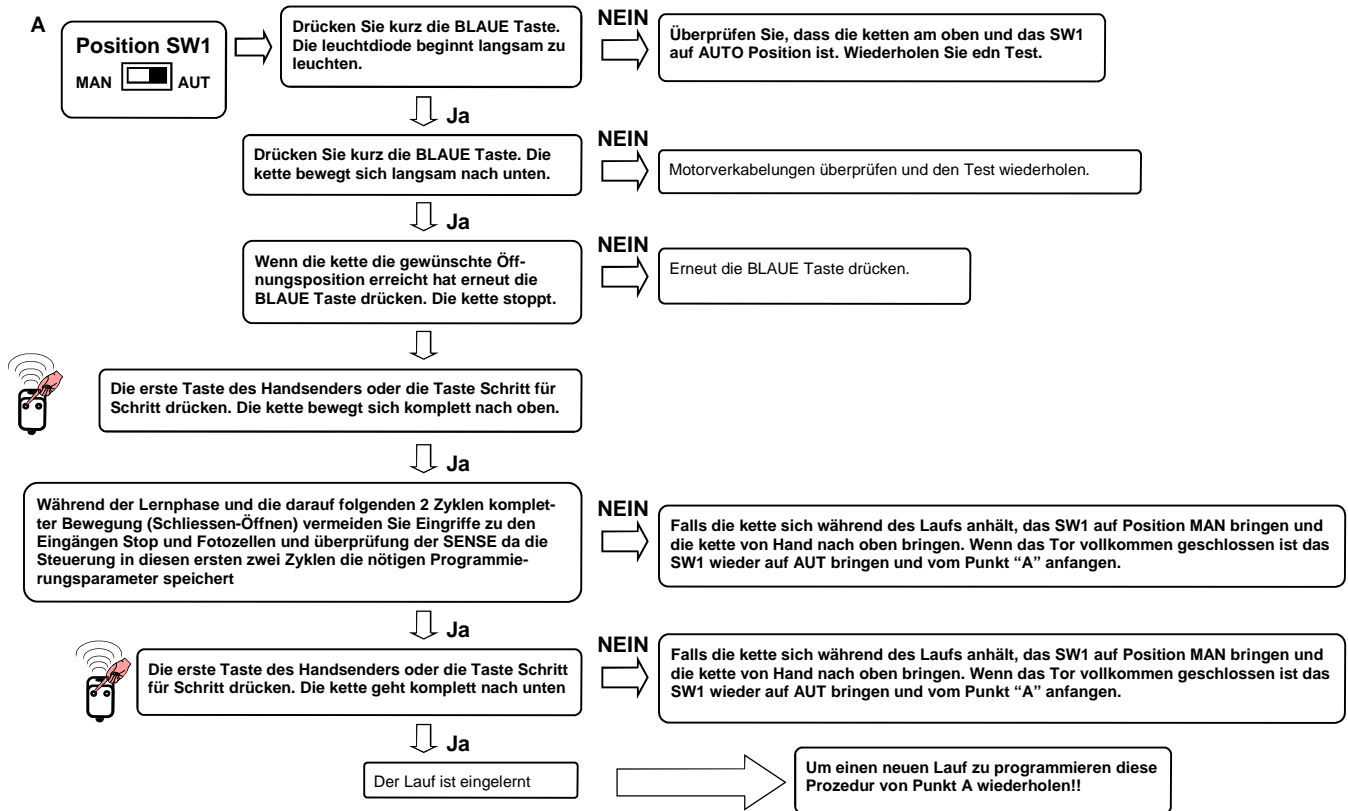 A
Position SW1
MAN AUT
Drücken Sie kurz die BLAUE Taste.
Die leuchtdiode beginnt langsam zu
leuchten.
NEIN
Überprüfen Sie, dass die ketten am oben und das SW1
auf AUTO Position ist. Wiederholen Sie edn Test.
Ja
Drücken Sie kurz die BLAUE Taste. Die
kette bewegt sich langsam nach unten.
NEIN
Motorverkabelungen überprüfen und den Test wiederholen.
Ja
Wenn die kette die gewünschte Öff-
nungsposition erreicht hat erneut die
BLAUE Taste drücken. Die kette stoppt.
NEIN
Erneut die BLAUE Taste drücken.
Die erste Taste des Handsenders oder die Taste Schritt für
Schritt drücken. Die kette bewegt sich komplett nach oben.
Ja
Während der Lernphase und die darauf folgenden 2 Zyklen komplet-
ter Bewegung (Schliessen-Öffnen) vermeiden Sie Eingriffe zu den
Eingängen Stop und Fotozellen und überprüfung der SENSE da die
Steuerung in diesen ersten zwei Zyklen die nötigen Programmie-
rungsparameter speichert
NEIN
Falls die kette sich während des Laufs anhält, das SW1 auf Position MAN bringen und
die kette von Hand nach oben bringen. Wenn das Tor vollkommen geschlossen ist das
SW1 wieder auf AUT bringen und vom Punkt “A” anfangen.
Ja
Die erste Taste des Handsenders oder die Taste Schritt
für Schritt drücken. Die kette geht komplett nach unten
NEIN
Falls die kette sich während des Laufs anhält, das SW1 auf Position MAN bringen und
die kette von Hand nach oben bringen. Wenn das Tor vollkommen geschlossen ist das
SW1 wieder auf AUT bringen und vom Punkt “A” anfangen.
Ja
Der Lauf ist eingelernt
Um einen neuen Lauf zu programmieren diese
Prozedur von Punkt A wiederholen!!